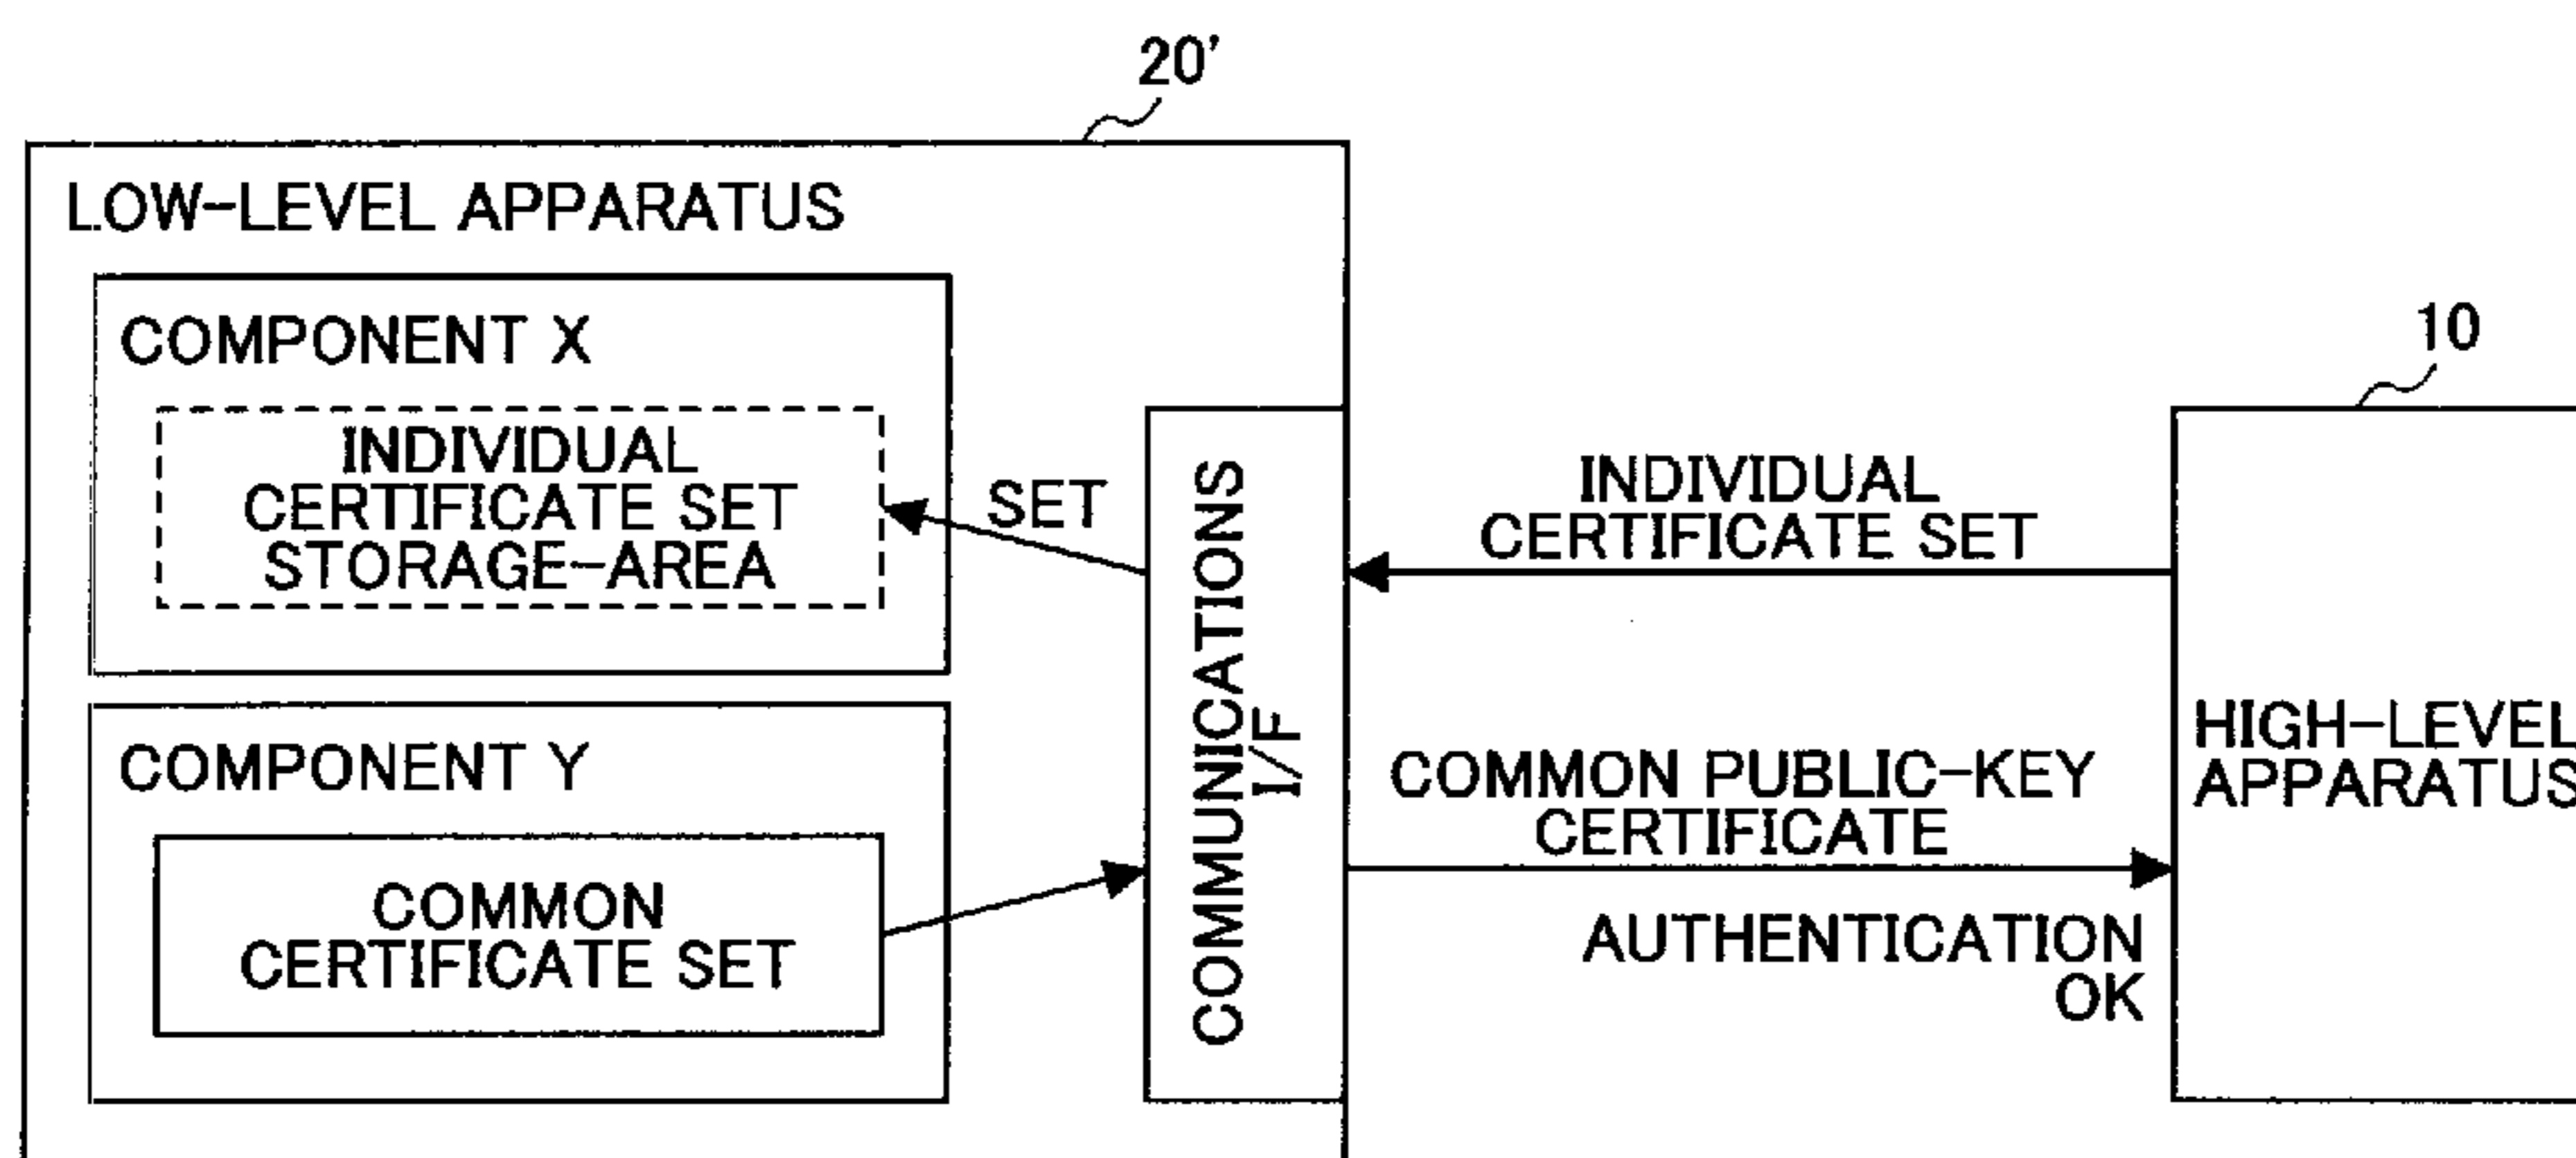 20'
LOW-LEVEL APPARATUS
COMPONENT X
INDIVIDUAL
CERTIFICATE SET
STORAGE-AREA
SET
COMMUNICATIONS
I/F
INDIVIDUAL
CERTIFICATE SET
10
HIGH-LEVEL
APPARATUS
COMPONENT Y
COMMON
CERTIFICATE SET
COMMON PUBLIC-KEY
CERTIFICATE
AUTHENTICATION
OK